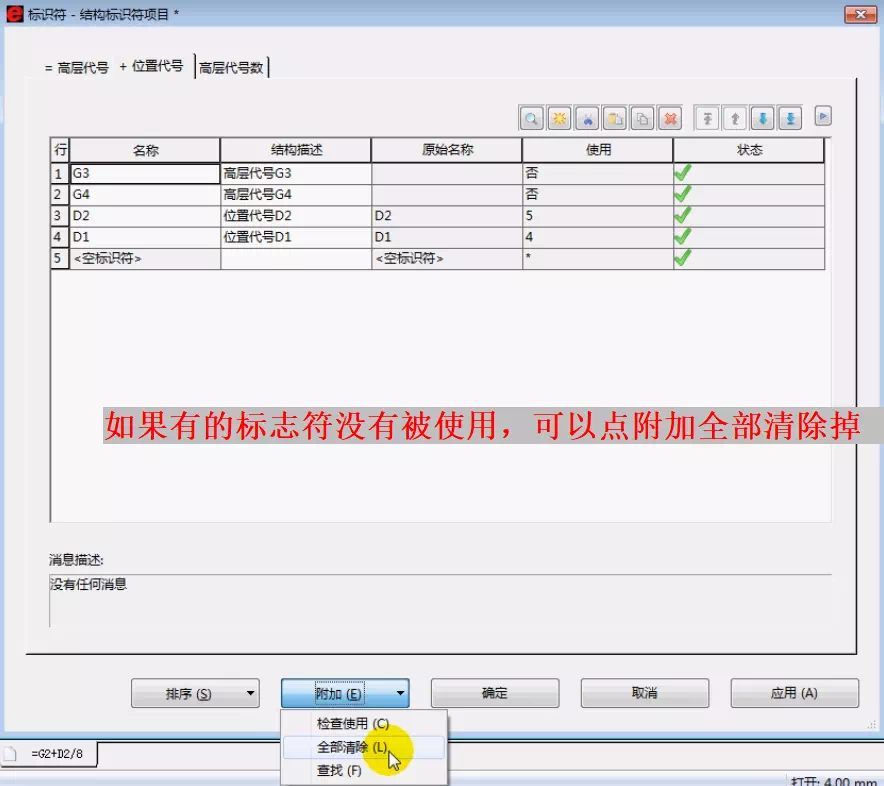 标识符 - 结构标识符项目 *
= 高层代号 + 位置代号 高层代号数
行 名称 结构描述 原始名称 使用 状态
1 G3 高层代号G3 否
2 G4 高层代号G4 否
3 D2 位置代号D2 D2 5
4 D1 位置代号D1 D1 4
5 <空标识符> <空标识符> *
如果有的标志符没有被使用，可以点附加全部清除掉
消息描述:
没有任何消息
排序 (S) 附加 (E) 确定 取消 应用 (A)
检查使用 (C)
全部清除 (L)
查找 (F)
=G2+D2/8
打开: 4.00 mm